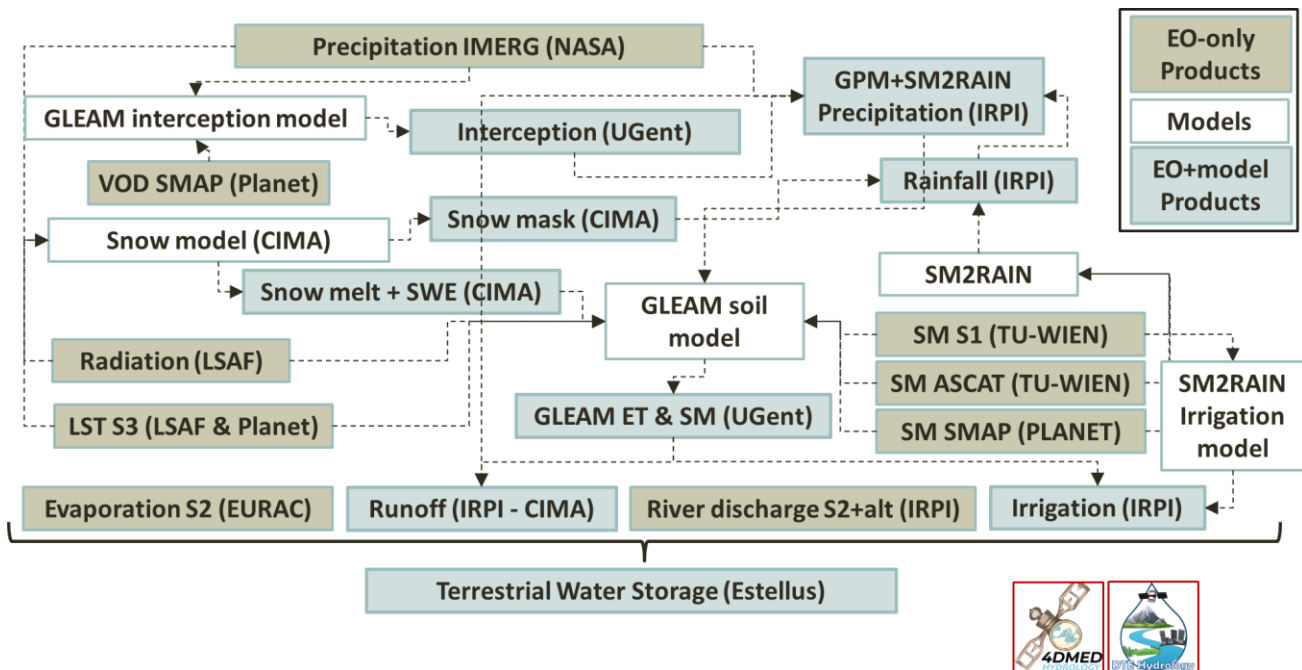 Precipitation IMERG (NASA)
EO-only
Products
Models
EO+model
Products
GPM+SM2RAIN
Precipitation (IRPI)
GLEAM interception model
Interception (UGent)
VOD SMAP (Planet)
Rainfall (IRPI)
Snow mask (CIMA)
Snow model (CIMA)
SM2RAIN
Snow melt + SWE (CIMA)
GLEAM soil
model
SM S1 (TU-WIEN)
Radiation (LSAF)
SM ASCAT (TU-WIEN)
SM2RAIN
Irrigation
model
LST S3 (LSAF & Planet)
GLEAM ET & SM (UGent)
SM SMAP (PLANET)
Evaporation S2 (EURAC)
Runoff (IRPI - CIMA)
River discharge S2+alt (IRPI)
Irrigation (IRPI)
Terrestrial Water Storage (Estellus)
4DMED
HYDROLOGY
DTE Hydrology